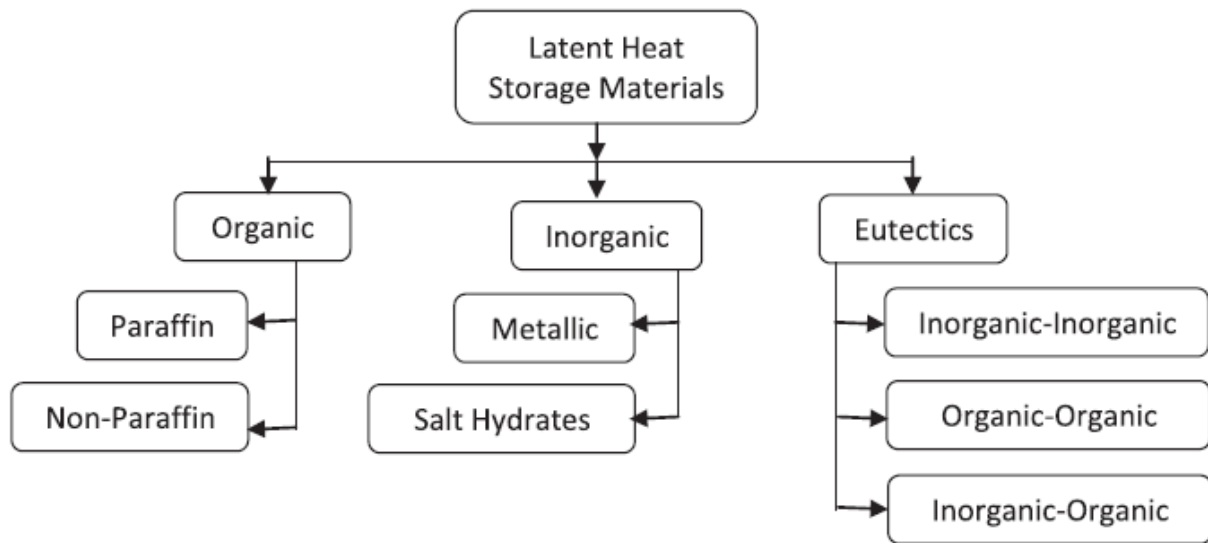 Latent Heat
Storage Materials
Organic
Inorganic
Eutectics
Paraffin
Metallic
Inorganic-Inorganic
Non-Paraffin
Salt Hydrates
Organic-Organic
Inorganic-Organic